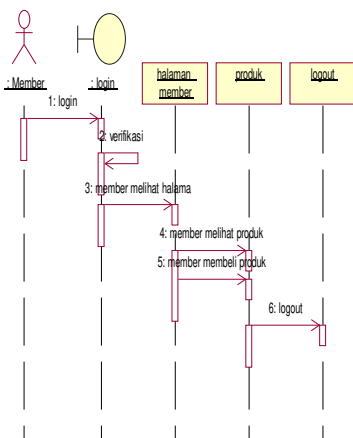 : Member
: login
halaman
member
produk
logout
1: login
2: verifikasi
3: member melihat halama
4: member melihat produk
5: member membeli produk
6: logout